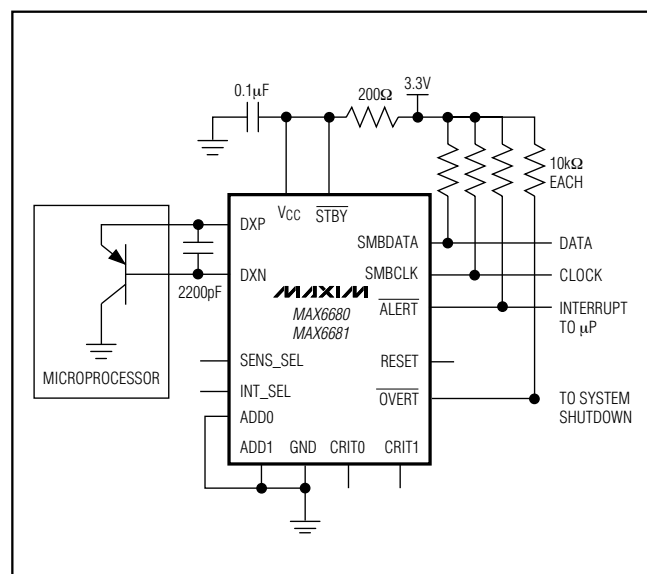 3.3V
0.1µF
200Ω
10kΩ
EACH
VCC
STBY
DXP
SMBDATA
DATA
DXN
SMBCLK
CLOCK
2200pF
MAXIM
MAX6680
MAX6681
ALERT
INTERRUPT
TO µP
SENS_SEL
RESET
MICROPROCESSOR
INT_SEL
OVERT
TO SYSTEM
SHUTDOWN
ADD0
ADD1
GND
CRIT0
CRIT1